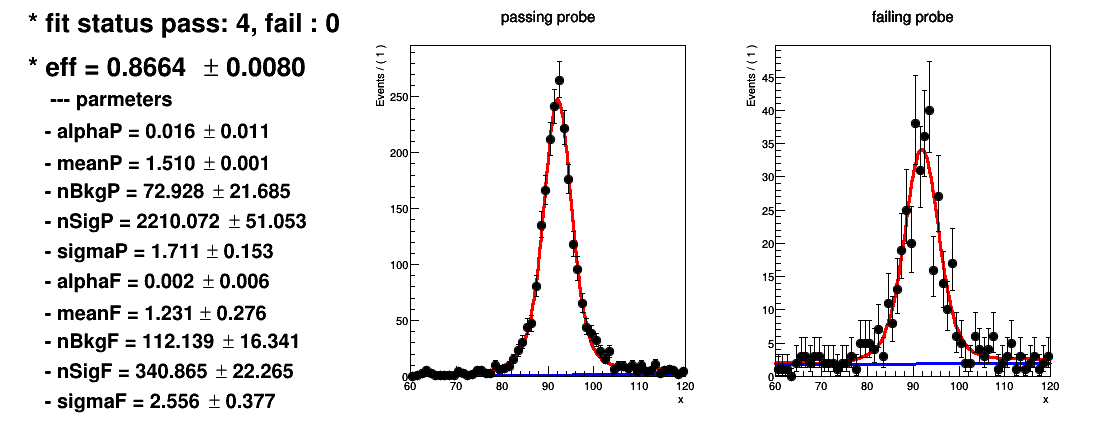 * fit status pass: 4, fail : 0
* eff = 0.8664 ± 0.0080
--- parmeters
- alphaP = 0.016 ± 0.011
- meanP = 1.510 ± 0.001
- nBkgP = 72.928 ± 21.685
- nSigP = 2210.072 ± 51.053
- sigmaP = 1.711 ± 0.153
- alphaF = 0.002 ± 0.006
- meanF = 1.231 ± 0.276
- nBkgF = 112.139 ± 16.341
- nSigF = 340.865 ± 22.265
- sigmaF = 2.556 ± 0.377
passing probe
Events / ( 1 )
250
200
150
100
50
0
60 70 80 90 100 110 120
x
failing probe
Events / ( 1 )
45
40
35
30
25
20
15
10
5
0
60 70 80 90 100 110 120
x